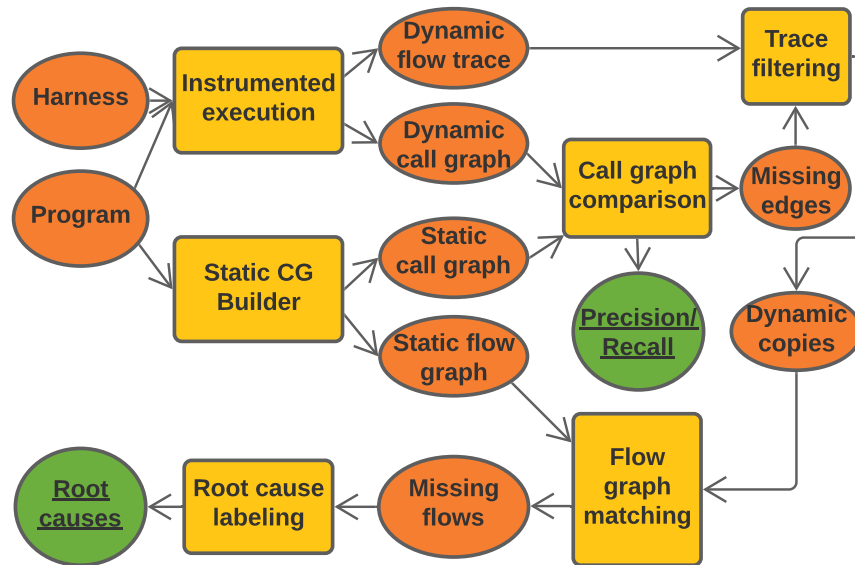 Harness
Program
Instrumented
execution
Static CG
Builder
Dynamic
flow trace
Dynamic
call graph
Static
call graph
Static flow
graph
Call graph
comparison
Precision/
Recall
Trace
filtering
Missing
edges
Dynamic
copies
Flow
graph
matching
Missing
flows
Root cause
labeling
Root
causes